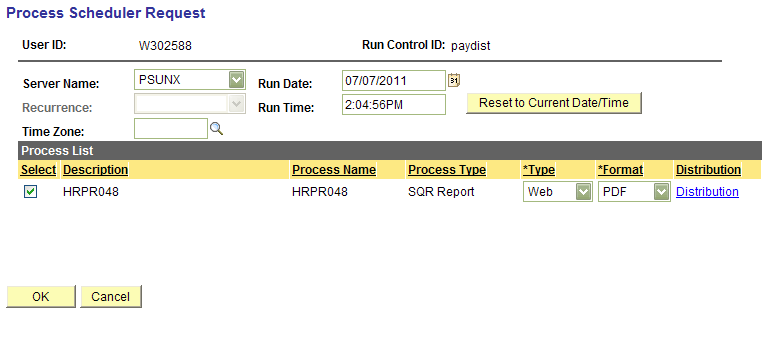 Process Scheduler Request
User ID: W302588 Run Control ID: paydist
Server Name: PSUNX Run Date: 07/07/2011 31
Recurrence: Run Time: 2:04:56PM Reset to Current Date/Time
Time Zone:
Process List
Select Description Process Name Process Type *Type *Format Distribution
HRPR048 HRPR048 SQR Report Web PDF Distribution
OK Cancel